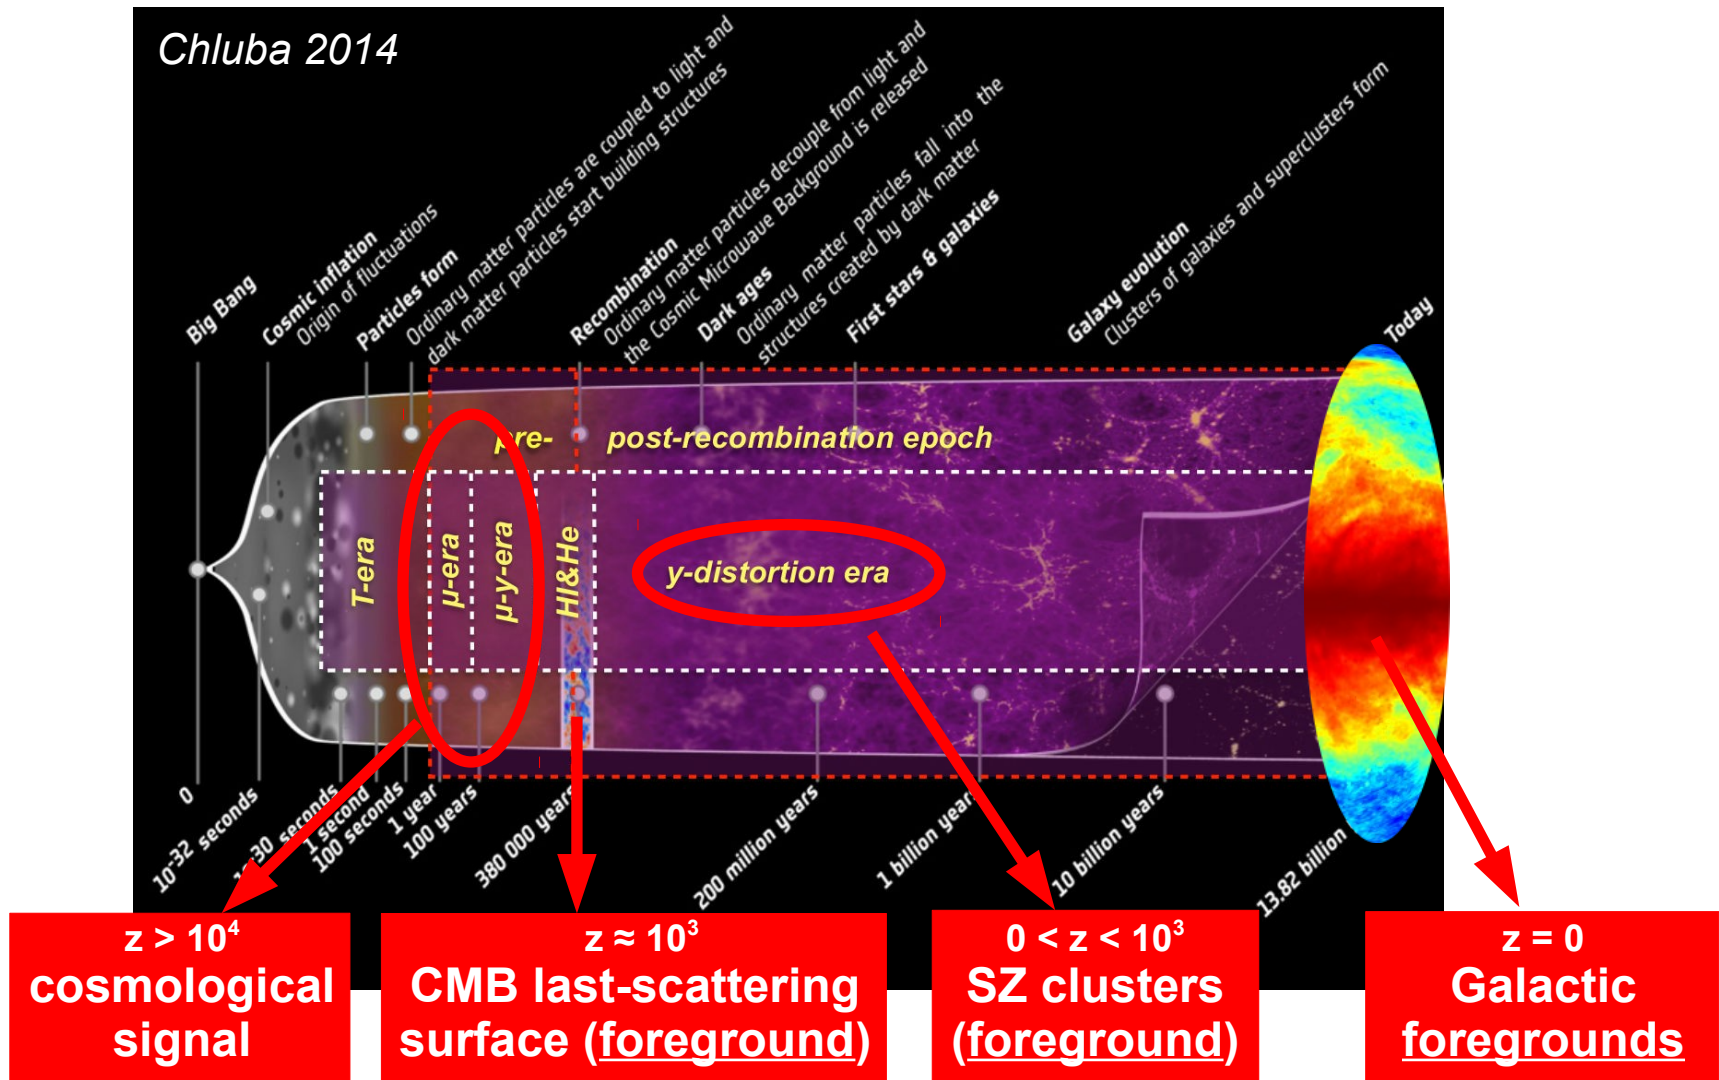 Chluba 2014
Big Bang
Cosmic inflation
Origin of fluctuations
Particles form
Ordinary matter particles are coupled to light and
dark matter particles start building structures
Recombination
Ordinary matter particles decouple from light and
the Cosmic Microwave Background is released
Dark ages
Ordinary matter particles fall into the
structures created by dark matter
First stars & galaxies
Galaxy evolution
Clusters of galaxies and superclusters form
Today
pre-
post-recombination epoch
T-era
μ-era
μ-y-era
HI&He
y-distortion era
0
10⁻³² seconds
30 seconds
1 second
100 seconds
1 year
100 years
380 000 years
200 million years
1 billion years
10 billion years
13.82 billion
z > 10⁴
cosmological
signal
z ≈ 10³
CMB last-scattering
surface (foreground)
0 < z < 10³
SZ clusters
(foreground)
z = 0
Galactic
foregrounds